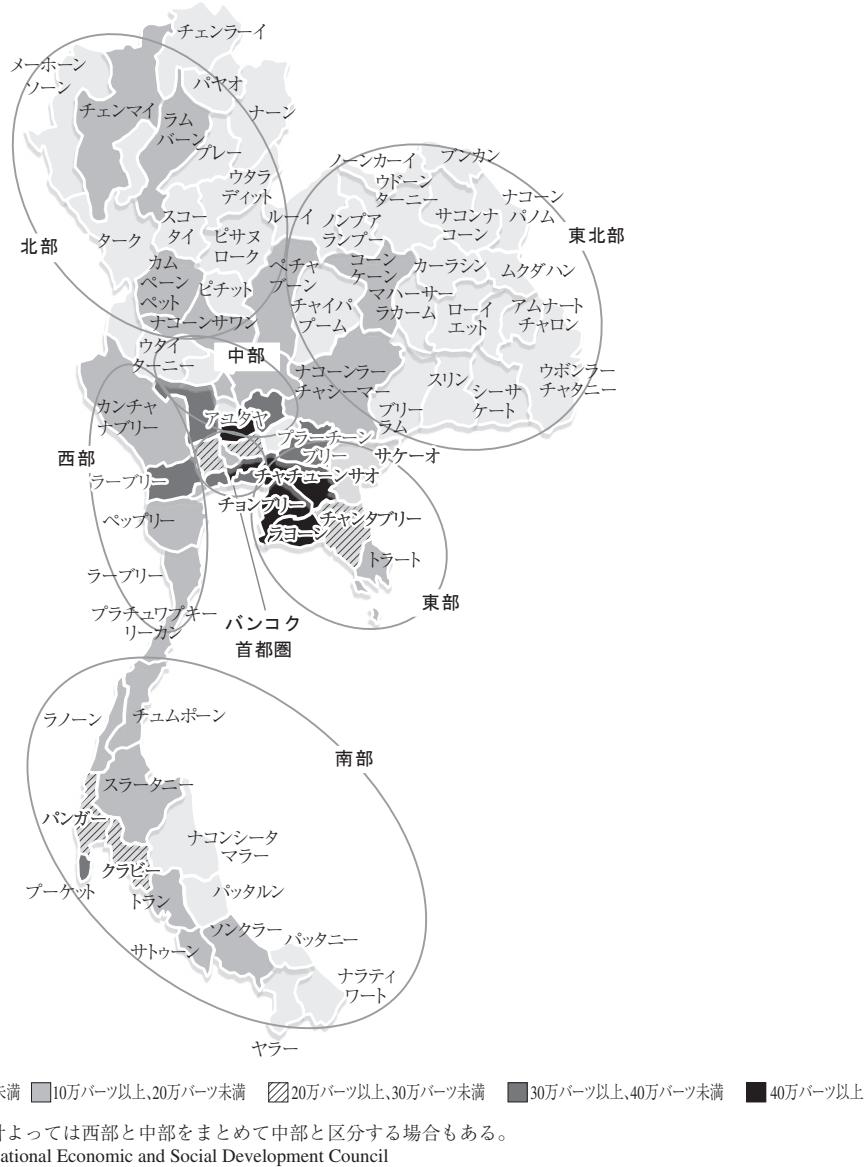 チェンラーイ
メーホーン
ソーン
パヤオ
チェンマイ
ラム
パーン
ナーン
プレー
ウタラ
ディット
スコー
タイ
ピサヌ
ローク
ターク
北部
カム
ペーン
ペット
ピチット
ナコーンサワン
ペチャ
ブーン
ルーイ
ノーンカーイ
ブンカン
ウドーン
ターニー
ナコーン
パノム
ノンブア
ランプー
サコンナ
コーン
東北部
コーン
ケーン
カーラシン
ムクダハン
マハーサー
ラカーム
チャイパ
プーム
ローイ
エット
アムナート
チャロン
ウタイ
ターニー
中部
ナコーンラー
チャシーマー
スリン
シーサ
ケート
ウボンラー
チャタニー
ブリー
ラム
カンチャ
ナブリー
アユタヤ
プラーチーン
ブリー
サケーオ
西部
ラーブリー
チャチューンサオ
チョンブリー
チャンタブリー
ラヨーン
ペッブリー
トラート
ラーブリー
東部
プラチュワプキー
リーカン
バンコク
首都圏
ラノーン
チュムポーン
南部
スラータニー
パンガー
ナコンシータ
マラー
クラビー
プーケット
トラン
パッタルン
ソンクラー
パッタニー
サトゥーン
ナラティ
ワート
ヤラー
未満 10万バーツ以上、20万バーツ未満 20万バーツ以上、30万バーツ未満 30万バーツ以上、40万バーツ未満 40万バーツ以上
よっては西部と中部をまとめて中部と区分する場合もある。
ational Economic and Social Development Council